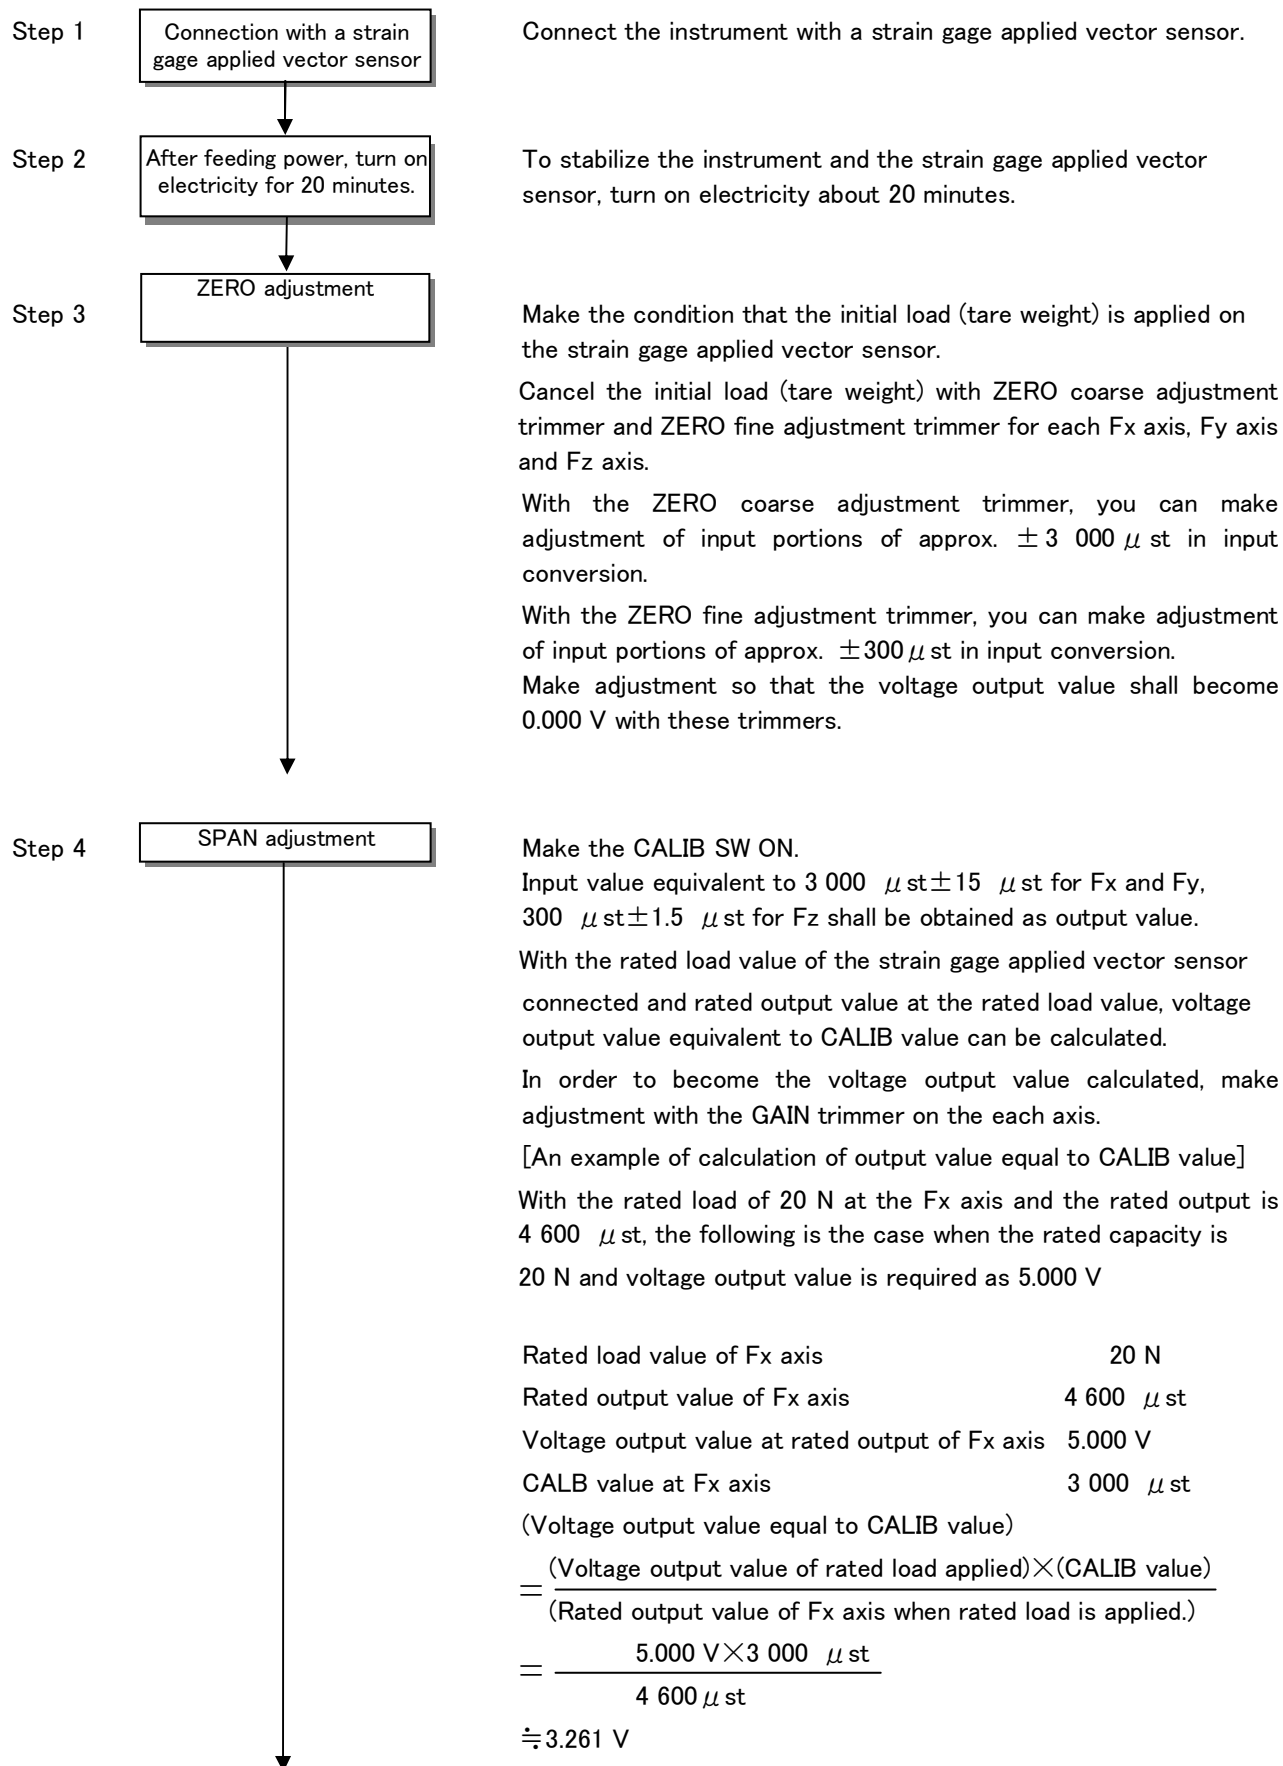 Step 1
Connection with a strain
gage applied vector sensor
Connect the instrument with a strain gage applied vector sensor.
Step 2
After feeding power, turn on
electricity for 20 minutes.
To stabilize the instrument and the strain gage applied vector
sensor, turn on electricity about 20 minutes.
Step 3
ZERO adjustment
Make the condition that the initial load (tare weight) is applied on
the strain gage applied vector sensor.
Cancel the initial load (tare weight) with ZERO coarse adjustment
trimmer and ZERO fine adjustment trimmer for each Fx axis, Fy axis
and Fz axis.
With the ZERO coarse adjustment trimmer, you can make
adjustment of input portions of approx. ±3 000 μst in input
conversion.
With the ZERO fine adjustment trimmer, you can make adjustment
of input portions of approx. ±300 μst in input conversion.
Make adjustment so that the voltage output value shall become
0.000 V with these trimmers.
Step 4
SPAN adjustment
Make the CALIB SW ON.
Input value equivalent to 3 000 μst±15 μst for Fx and Fy,
300 μst±1.5 μst for Fz shall be obtained as output value.
With the rated load value of the strain gage applied vector sensor
connected and rated output value at the rated load value, voltage
output value equivalent to CALIB value can be calculated.
In order to become the voltage output value calculated, make
adjustment with the GAIN trimmer on the each axis.
[An example of calculation of output value equal to CALIB value]
With the rated load of 20 N at the Fx axis and the rated output is
4 600 μst, the following is the case when the rated capacity is
20 N and voltage output value is required as 5.000 V
Rated load value of Fx axis 20 N
Rated output value of Fx axis 4 600 μst
Voltage output value at rated output of Fx axis 5.000 V
CALB value at Fx axis 3 000 μst
(Voltage output value equal to CALIB value)
= (Voltage output value of rated load applied)×(CALIB value)
(Rated output value of Fx axis when rated load is applied.)
= 5.000 V×3 000 μst
4 600 μst
≒3.261 V